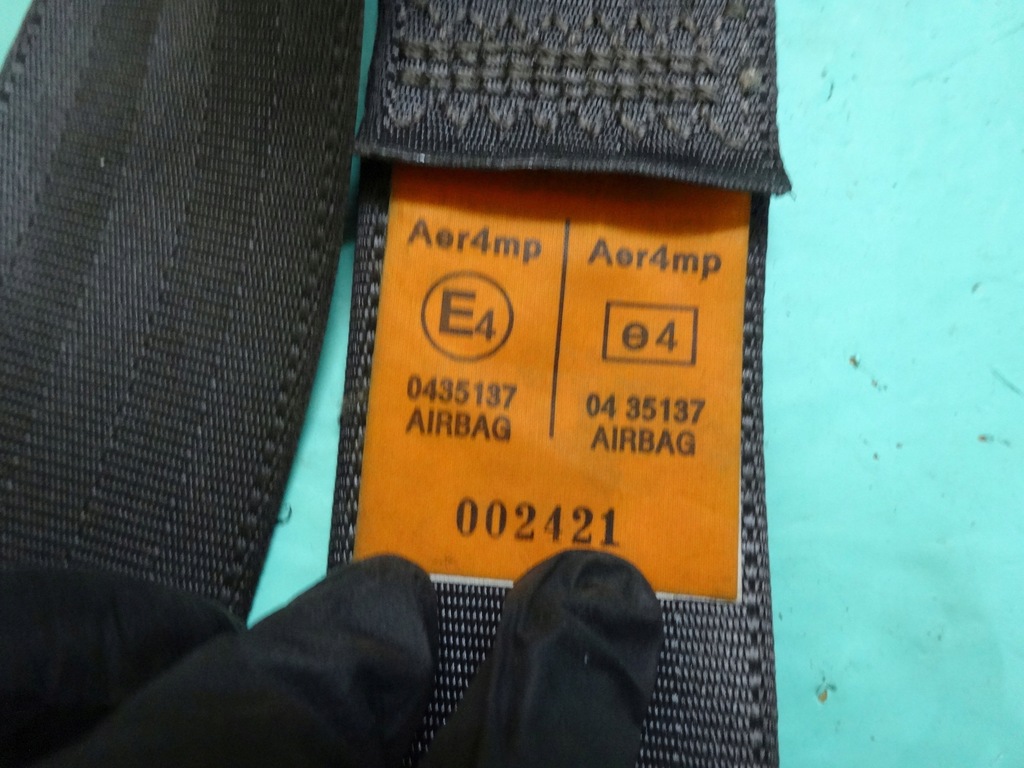 Aer4mp
E4
0435137
AIRBAG
Aer4mp
e4
04 35137
AIRBAG
002421